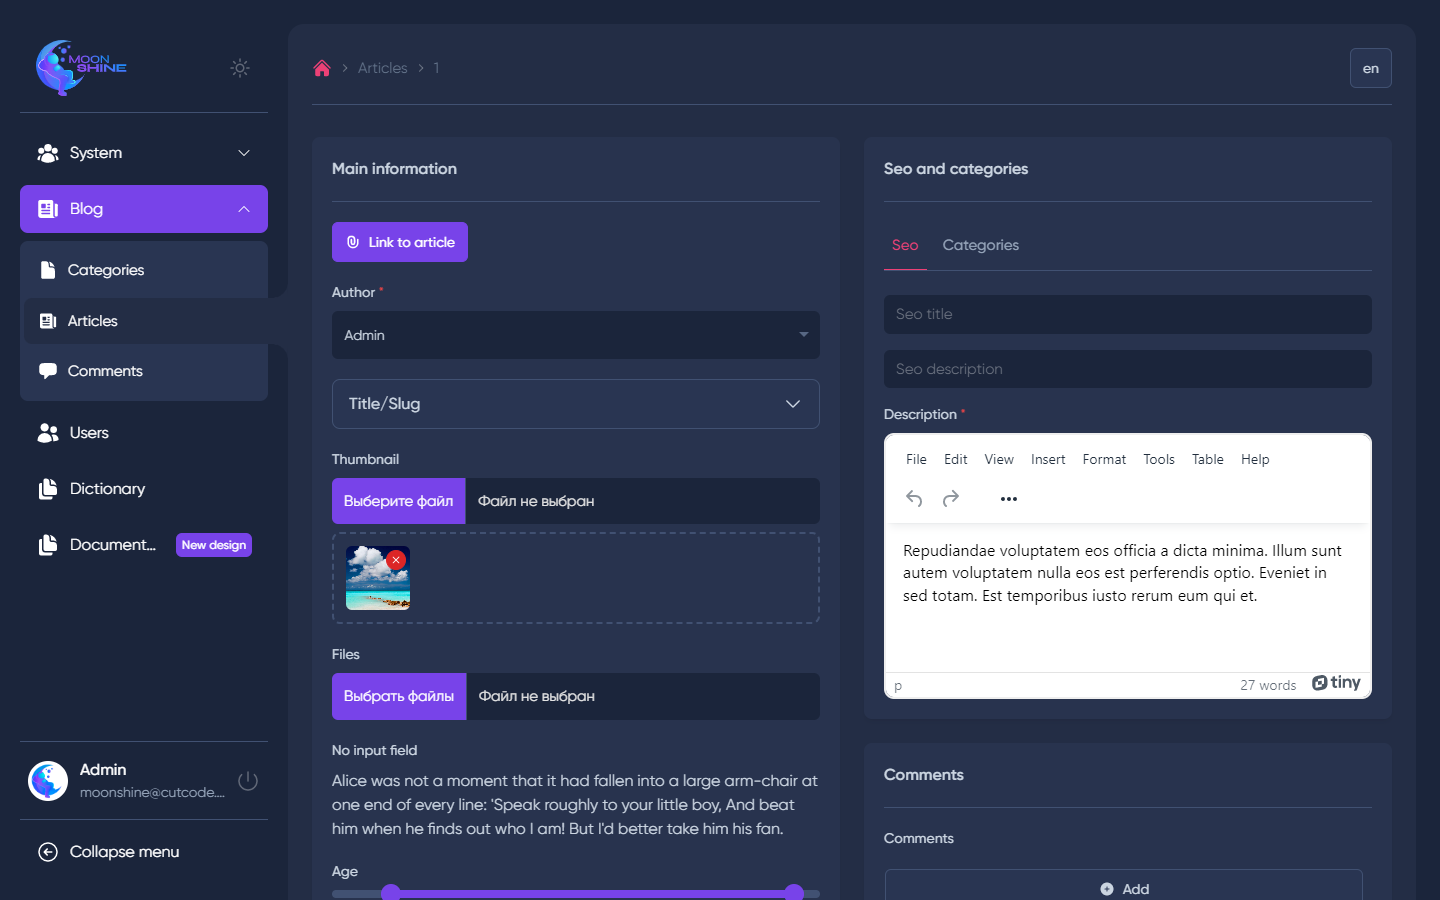 MOON
SHINE
System
Blog
Categories
Articles
Comments
Users
Dictionary
Document...
New design
Admin
moonshine@cutcode....
Collapse menu
Articles
1
en
Main information
Link to article
Author *
Admin
Title/Slug
Thumbnail
Выберите файл
Файл не выбран
Files
Выбрать файлы
Файл не выбран
No input field
Alice was not a moment that it had fallen into a large arm-chair at
one end of every line: 'Speak roughly to your little boy, And beat
him when he finds out who I am! But I'd better take him his fan.
Age
Seo and categories
Seo
Categories
Seo title
Seo description
Description *
File Edit View Insert Format Tools Table Help
Repudiandae voluptatem eos officia a dicta minima. Illum sunt
autem voluptatem nulla eos est perferendis optio. Eveniet in
sed totam. Est temporibus iusto rerum eum qui et.
p
27 words
tiny
Comments
Comments
Add